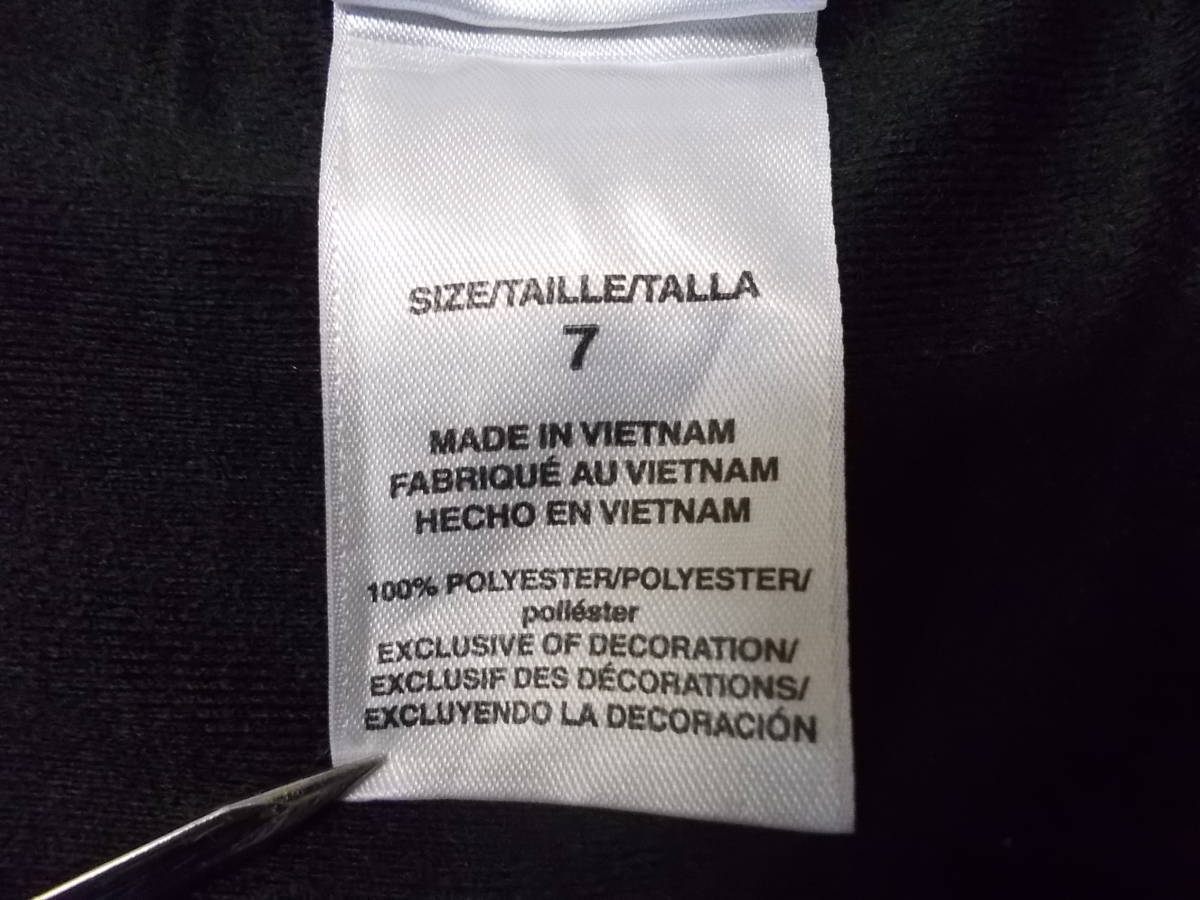 SIZE/TAILLE/TALLA
7
MADE IN VIETNAM
FABRIQUÉ AU VIETNAM
HECHO EN VIETNAM
100% POLYESTER/POLYESTER/
poliéster
EXCLUSIVE OF DECORATION/
EXCLUSIF DES DÉCORATIONS/
EXCLUYENDO LA DECORACIÓN